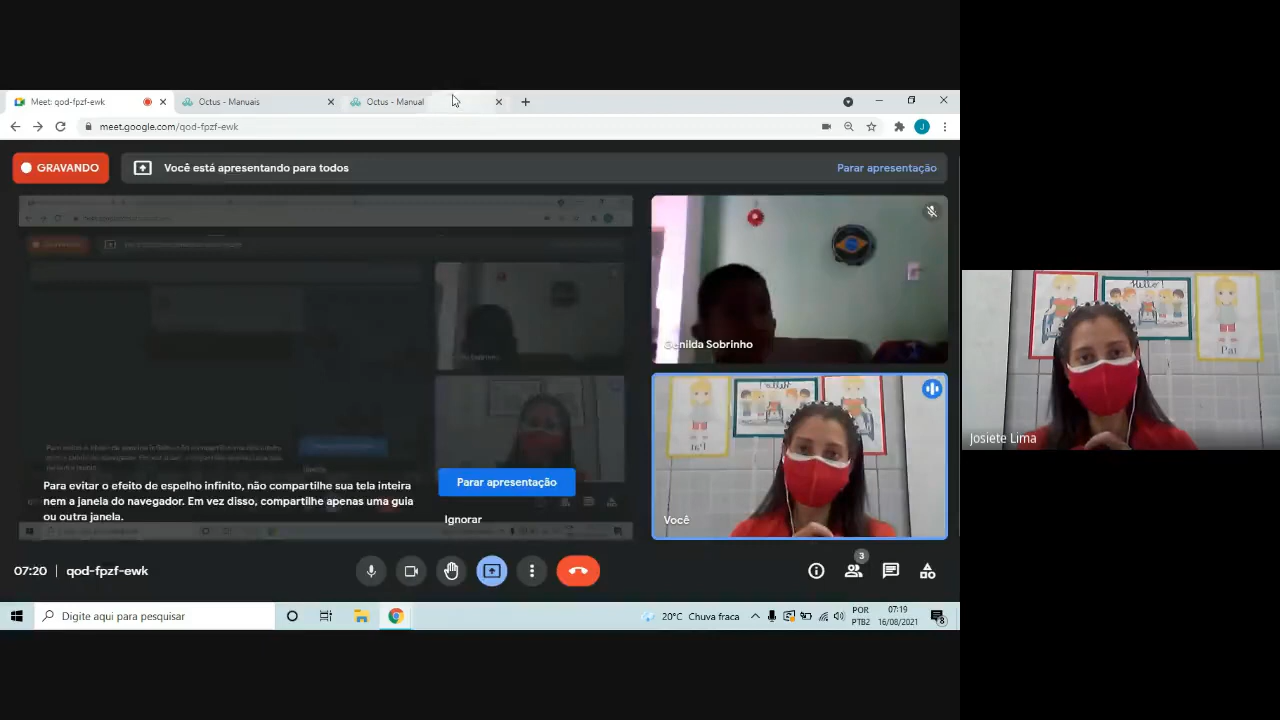 Meet: qod-fpzf-ewk
Octus - Manuais
Octus - Manual
meet.google.com/qod-fpzf-ewk
J
GRAVANDO
Você está apresentando para todos
Parar apresentação
Sobrinho
Para evitar o efeito de espelho infinito, não compartilhe sua tela inteira
nem a janela do navegador. Em vez disso, compartilhe apenas uma guia
ou outra janela.
Parar apresentação
Ignorar
Você
Hello!
Pai
Josiete Lima
07:20 | qod-fpzf-ewk
3
Digite aqui para pesquisar
20°C Chuva fraca
POR
PTB2
07:19
16/08/2021
8